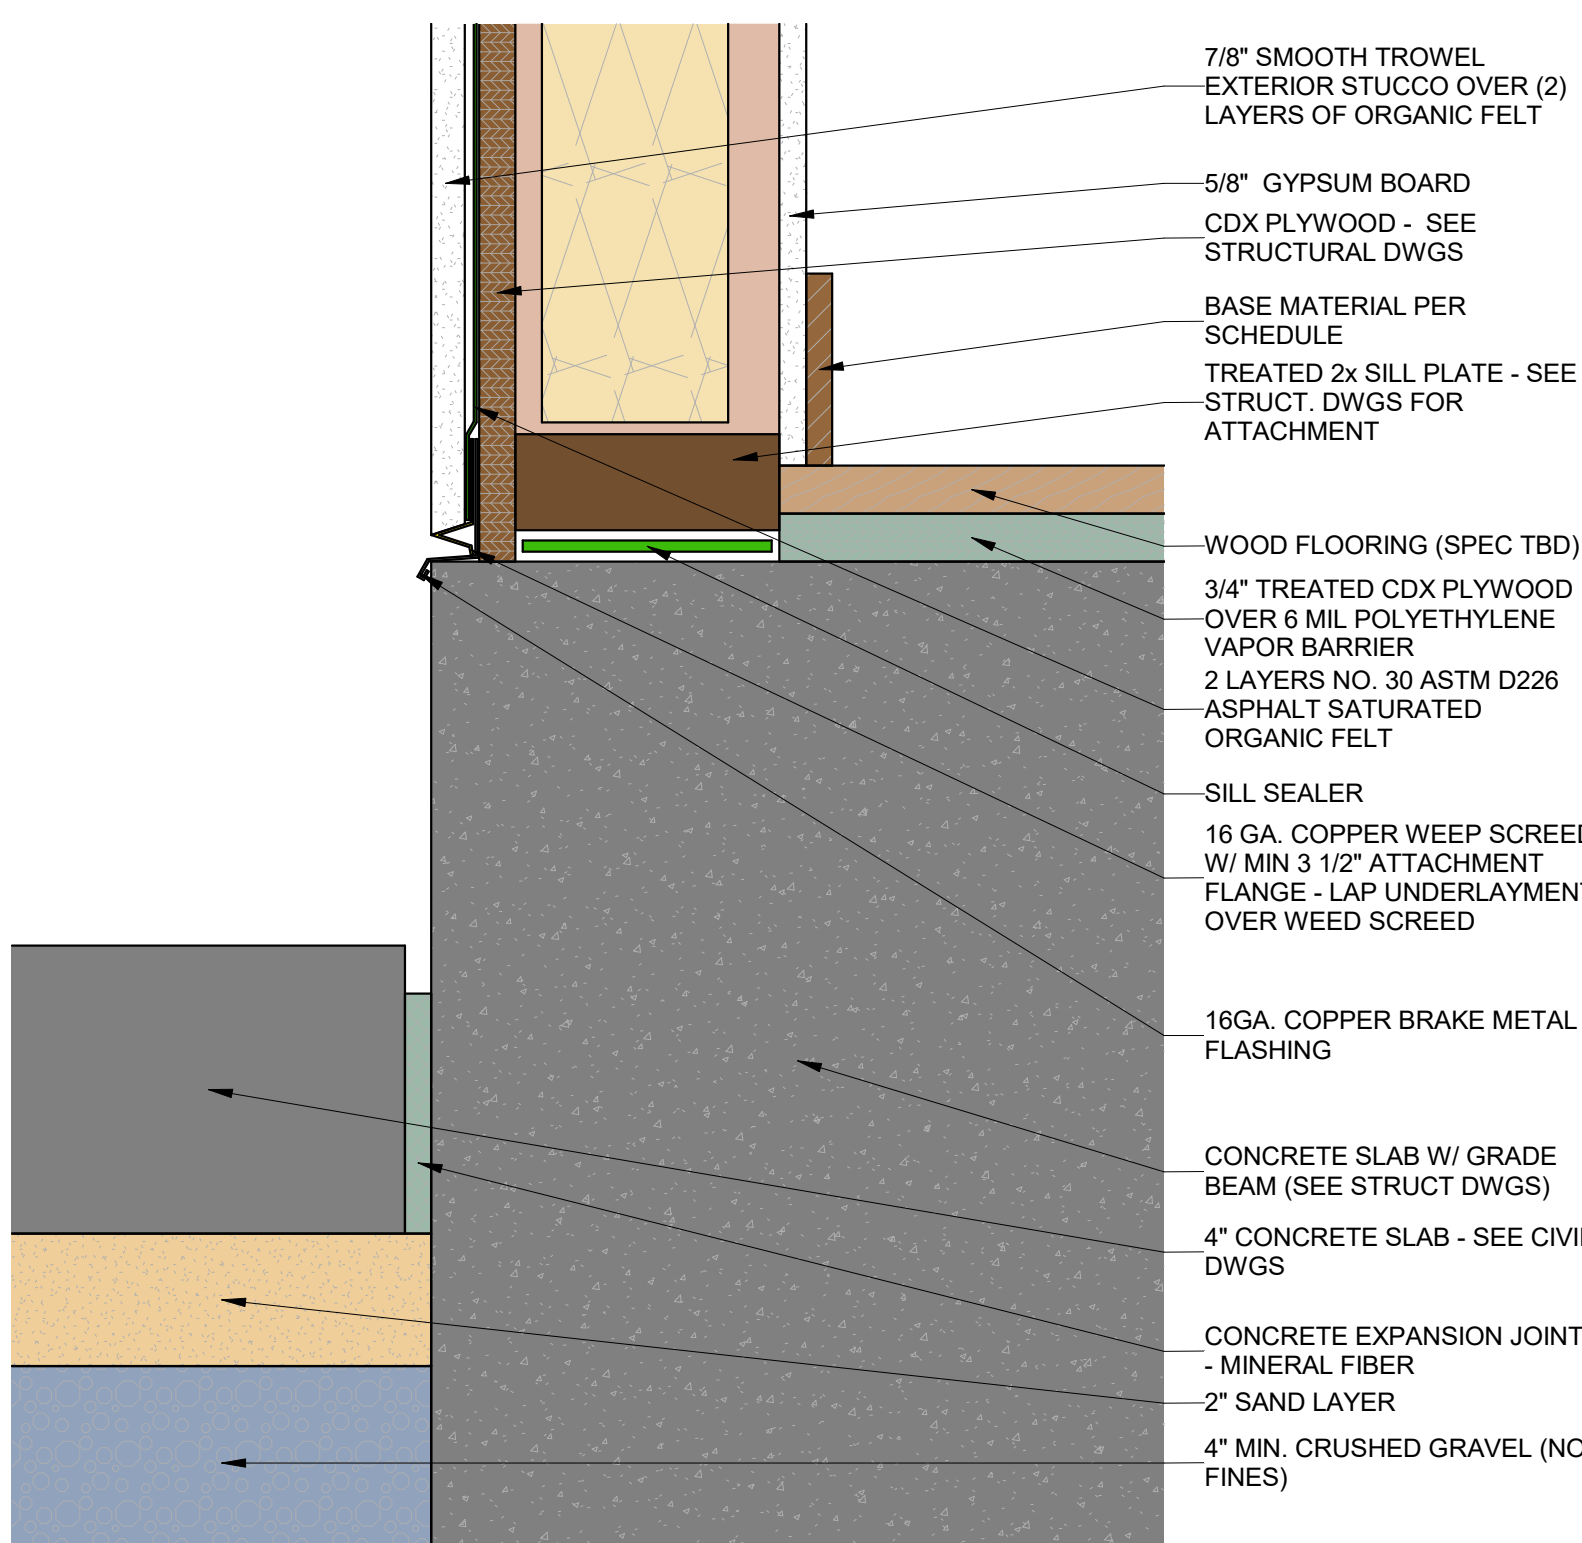 7/8" SMOOTH TROWEL
EXTERIOR STUCCO OVER (2)
LAYERS OF ORGANIC FELT
5/8"  GYPSUM BOARD
CDX PLYWOOD -  SEE
STRUCTURAL DWGS
BASE MATERIAL PER
SCHEDULE
TREATED 2x SILL PLATE - SEE
STRUCT. DWGS FOR
ATTACHMENT
WOOD FLOORING (SPEC TBD)
3/4" TREATED CDX PLYWOOD
OVER 6 MIL POLYETHYLENE
VAPOR BARRIER
2 LAYERS NO. 30 ASTM D226
ASPHALT SATURATED
ORGANIC FELT
SILL SEALER
16 GA. COPPER WEEP SCREED
W/ MIN 3 1/2" ATTACHMENT
FLANGE - LAP UNDERLAYMENT
OVER WEED SCREED
16GA. COPPER BRAKE METAL
FLASHING
CONCRETE SLAB W/ GRADE
BEAM (SEE STRUCT DWGS)
4" CONCRETE SLAB - SEE CIVIL
DWGS
CONCRETE EXPANSION JOINT
- MINERAL FIBER
2" SAND LAYER
4" MIN. CRUSHED GRAVEL (NO
FINES)